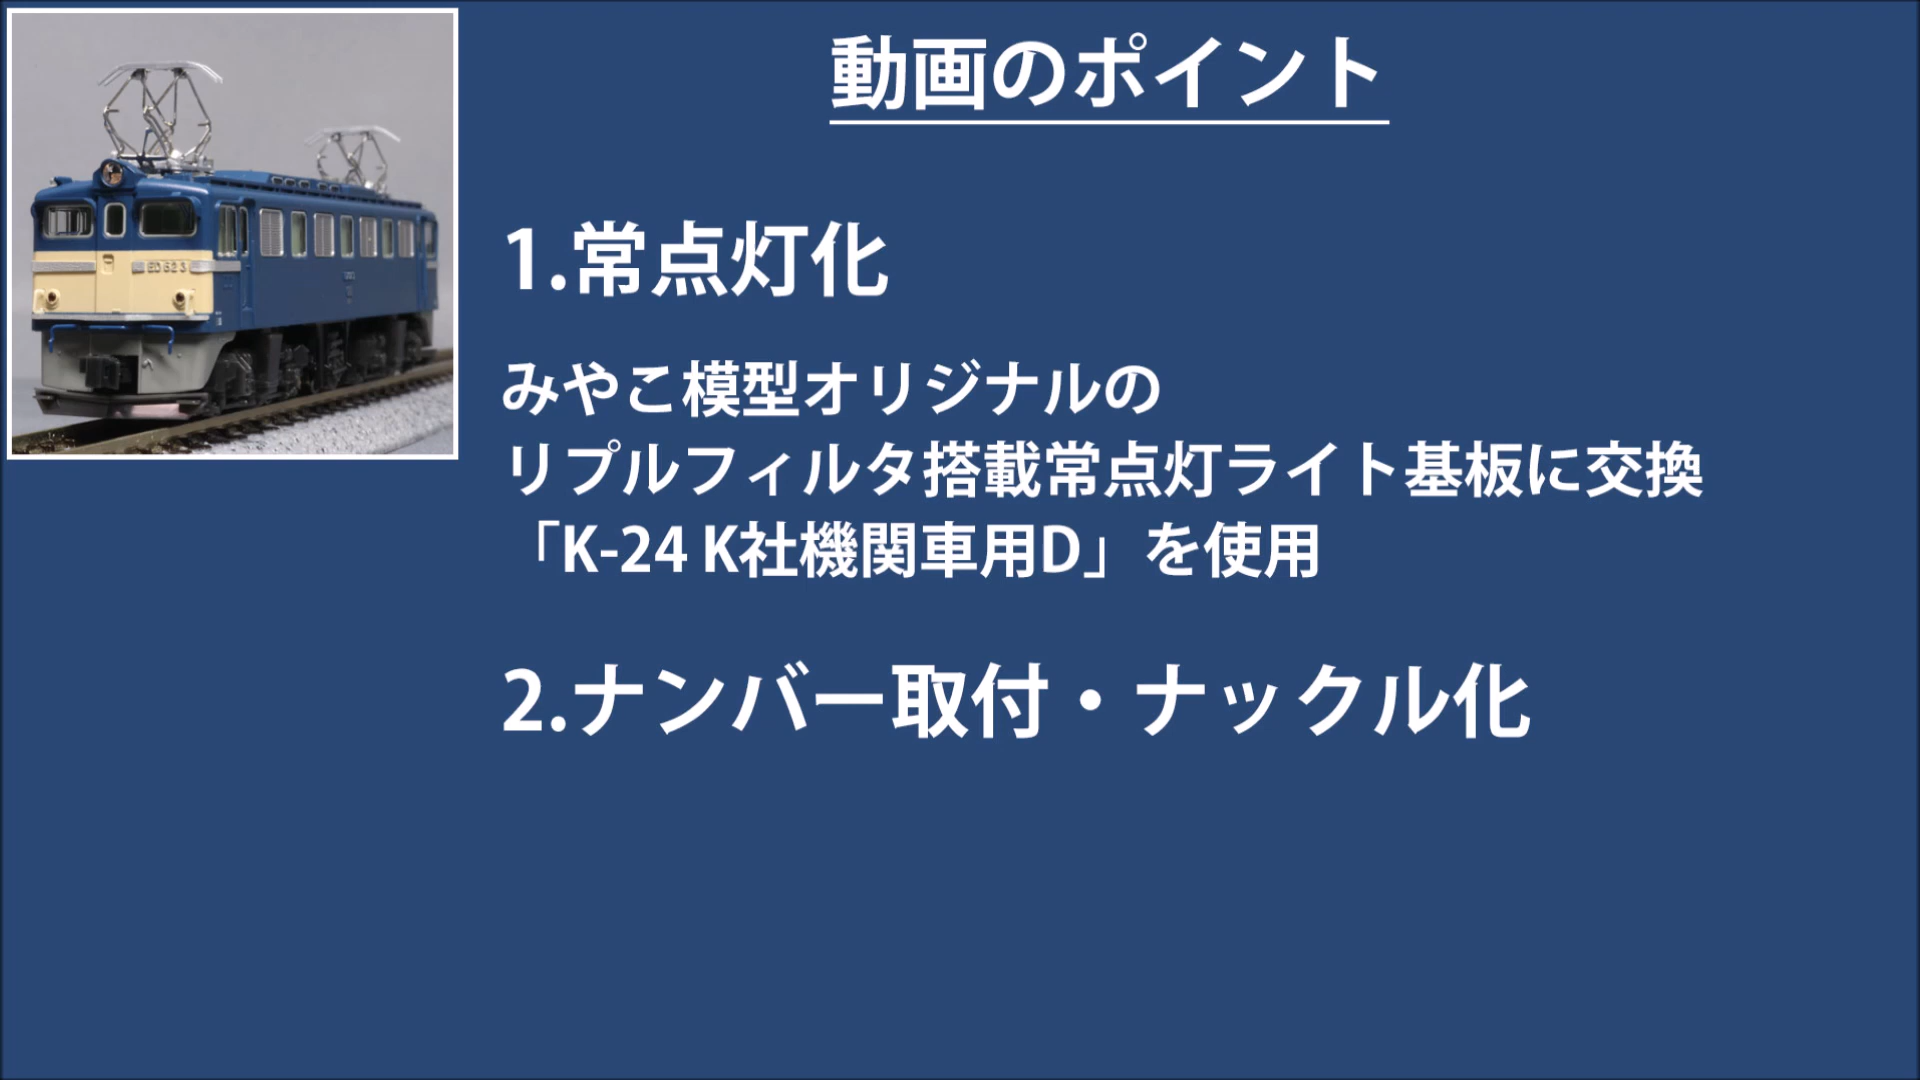 動画のポイント
ED623
1.常点灯化
みやこ模型オリジナルの
リプルフィルタ搭載常点灯ライト基板に交換
「K-24 K社機関車用D」を使用
2.ナンバー取付・ナックル化